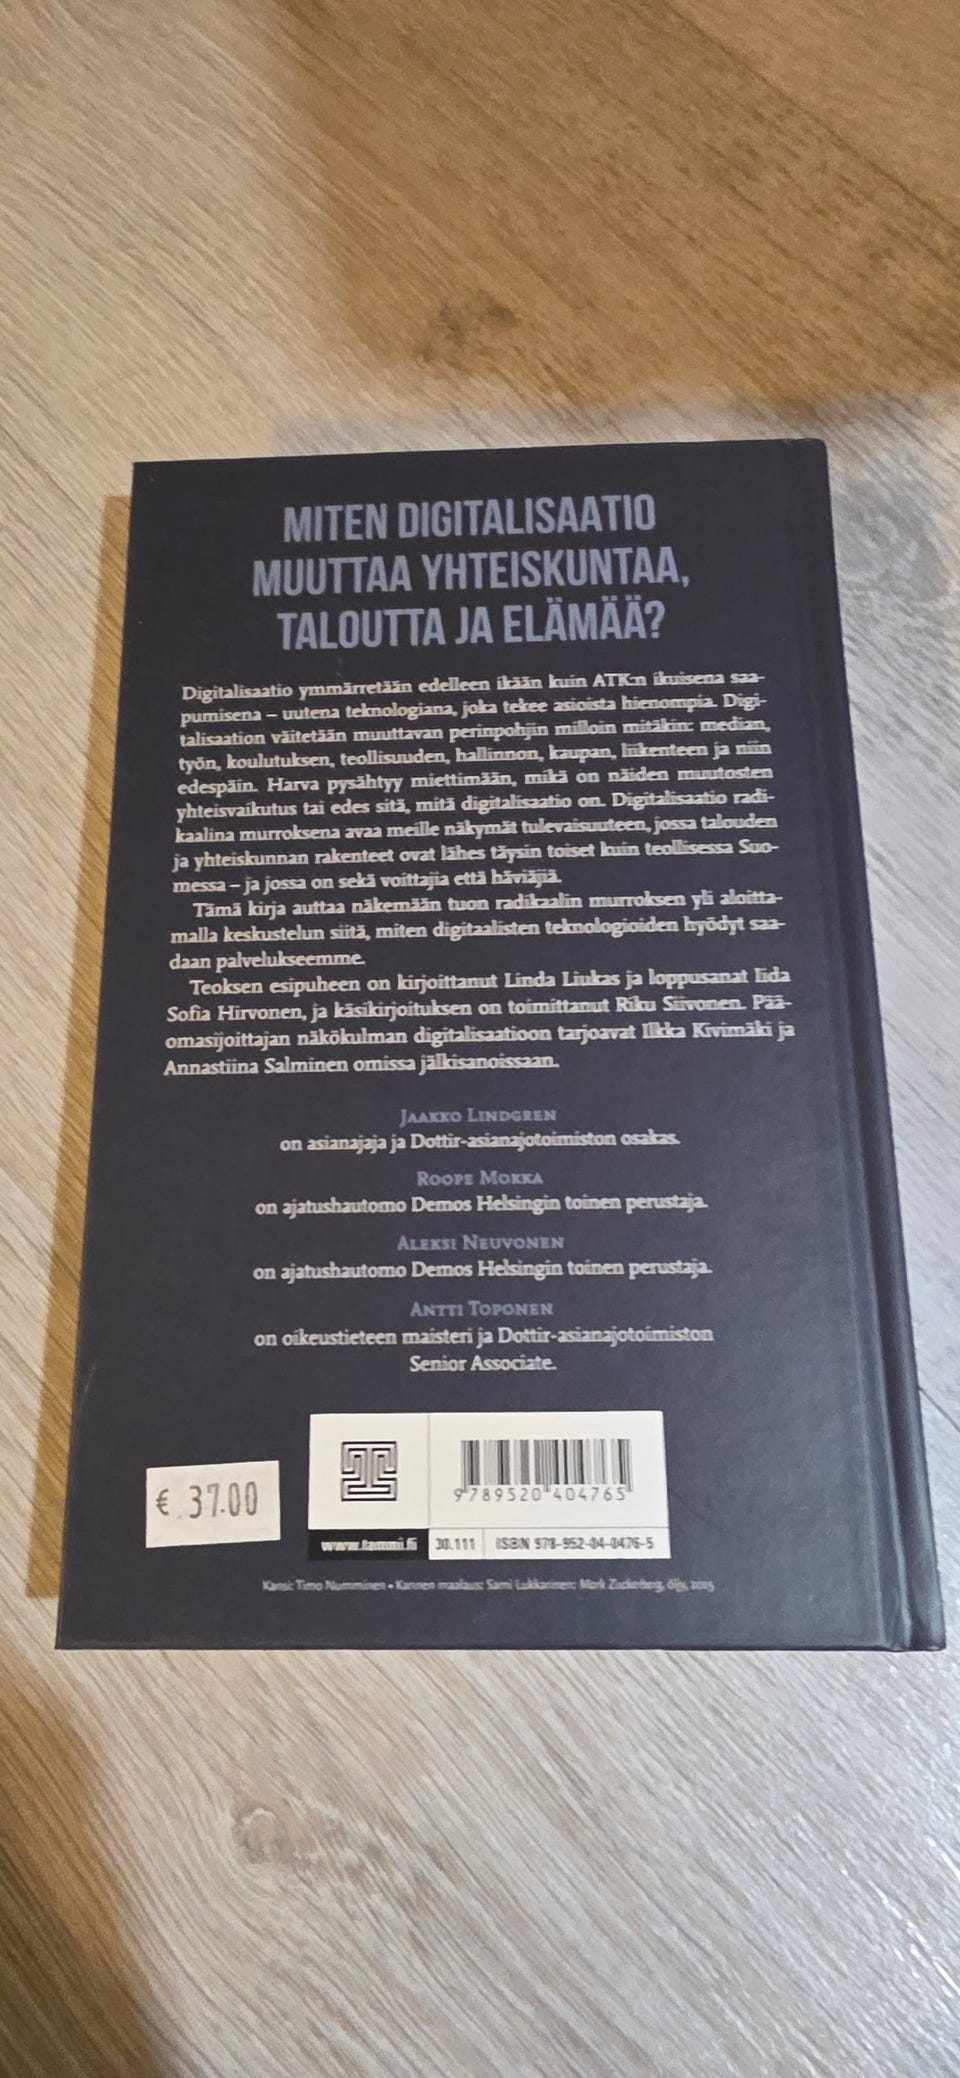 MITEN DIGITALISAATIO
MUUTTAA YHTEISKUNTAA,
TALOUTTA JA ELÄMÄÄ?
Digitalisaatio ymmärretään edelleen ikään kuin ATK:n ikuisena saa-
pumisena – uutena teknologiana, joka tekee asioista hienompia. Digi-
talisaation väitetään muuttavan perinpohjin milloin mitäkin: median,
työn, koulutuksen, teollisuuden, hallinnon, kaupan, liikenteen ja niin
edespäin. Harva pysähtyy miettimään, mikä on näiden muutosten
yhteisvaikutus tai edes sitä, mitä digitalisaatio on. Digitalisaatio radi-
kaalina murroksena avaa meille näkymät tulevaisuuteen, jossa talouden
ja yhteiskunnan rakenteet ovat lähes täysin toiset kuin teollisessa Suo-
messa – ja jossa on sekä voittajia että häviäjiä.
Tämä kirja auttaa näkemään tuon radikaalin murroksen yli aloitta-
malla keskustelun siitä, miten digitaalisten teknologioiden hyödyt saa-
daan palvelukseemme.
Teoksen esipuheen on kirjoittanut Linda Liukas ja loppusanat Iida
Sofia Hirvonen, ja käsikirjoituksen on toimittanut Riku Siivonen. Pää-
omasijoittajan näkökulman digitalisaatioon tarjoavat Ilkka Kivimäki ja
Annastiina Salminen omissa jälkisanoissaan.
JAAKKO LINDGREN
on asianajaja ja Dottir-asianajotoimiston osakas.
ROOPE MOKKA
on ajatushautomo Demos Helsingin toinen perustaja.
ALEKSI NEUVONEN
on ajatushautomo Demos Helsingin toinen perustaja.
ANTTI TOPONEN
on oikeustieteen maisteri ja Dottir-asianajotoimiston
Senior Associate.
€ 37.00
9 789520 404765
www.tammi.fi 30.111 ISBN 978-952-04-0476-5
Kansi: Timo Numminen • Kannen maalaus: Sami Lukkarinen: Mark Zuckerberg, öljy, 2015